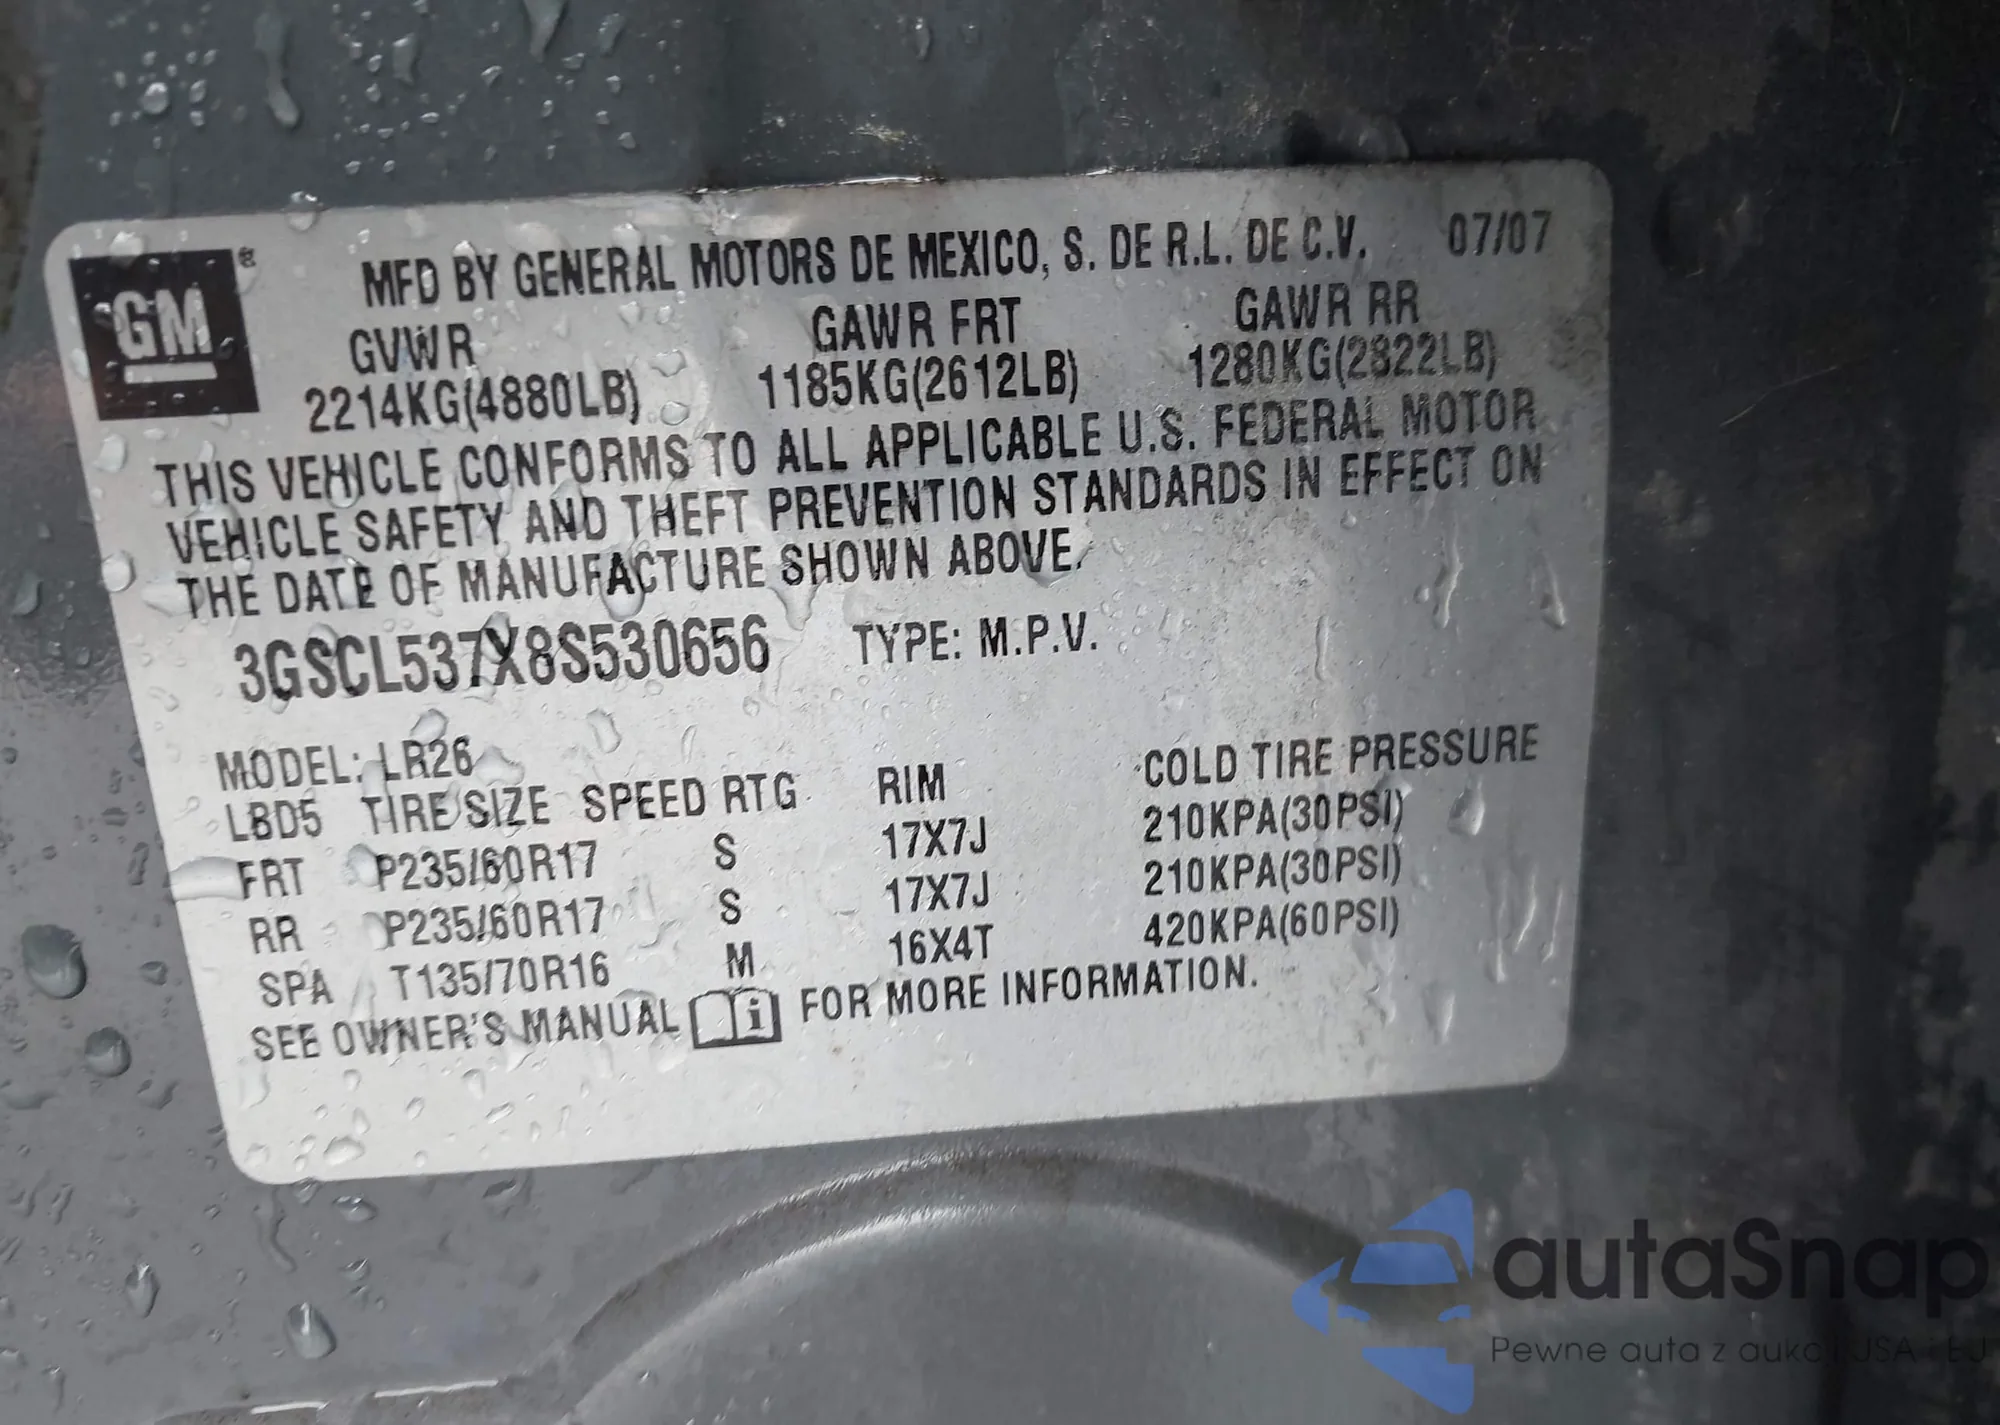 GM®
MFD BY GENERAL MOTORS DE MEXICO, S. DE R.L. DE C.V. 07/07
GVWR GAWR FRT GAWR RR
2214KG(4880LB) 1185KG(2612LB) 1280KG(2822LB)
THIS VEHICLE CONFORMS TO ALL APPLICABLE U.S. FEDERAL MOTOR
VEHICLE SAFETY AND THEFT PREVENTION STANDARDS IN EFFECT ON
THE DATE OF MANUFACTURE SHOWN ABOVE.
3GSCL537X8S530656 TYPE: M.P.V.
MODEL: LR26
LBD5 TIRE SIZE SPEED RTG RIM COLD TIRE PRESSURE
FRT P235/60R17 S 17X7J 210KPA(30PSI)
RR P235/60R17 S 17X7J 210KPA(30PSI)
SPA T135/70R16 M 16X4T 420KPA(60PSI)
SEE OWNER'S MANUAL i FOR MORE INFORMATION.
autaSnap
Pewne auta z USA i EU